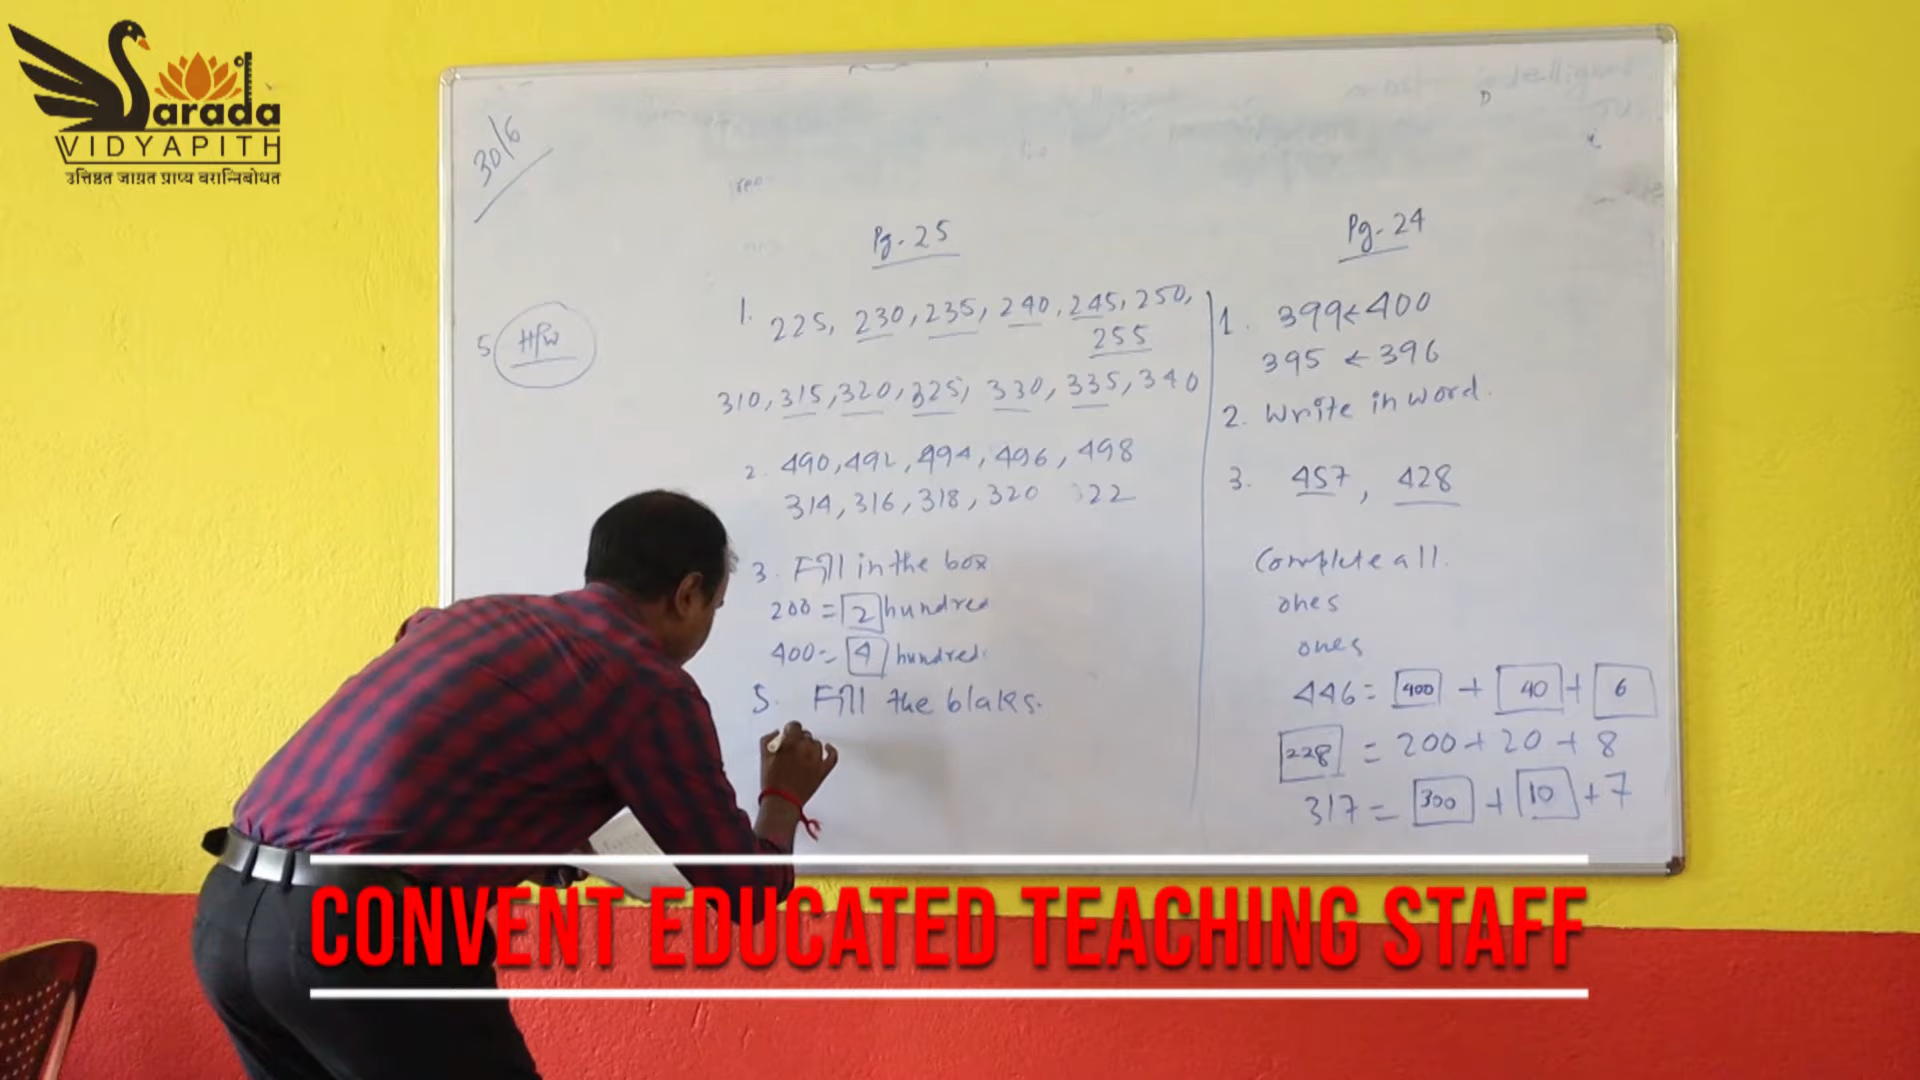 Sarada
VIDYAPITH
उत्तिष्ठत जाग्रत प्राप्य वरान्निबोधत
30/6
5 H/W
Pg. 25
1. 225, 230, 235, 240, 245, 250,
255
310, 315, 320, 325, 330, 335, 340
2. 490, 492, 494, 496, 498
314, 316, 318, 320 322
3. Fill in the box
200 = 2 hundred
400 = 4 hundred.
5. Fill the blaks.
Pg. 24
1. 399 < 400
395 < 396
2. Write in word.
3. 457, 428
Complete all.
ones
ones
446 = 400 + 40 + 6
228 = 200 + 20 + 8
317 = 300 + 10 + 7
CONVENT EDUCATED TEACHING STAFF